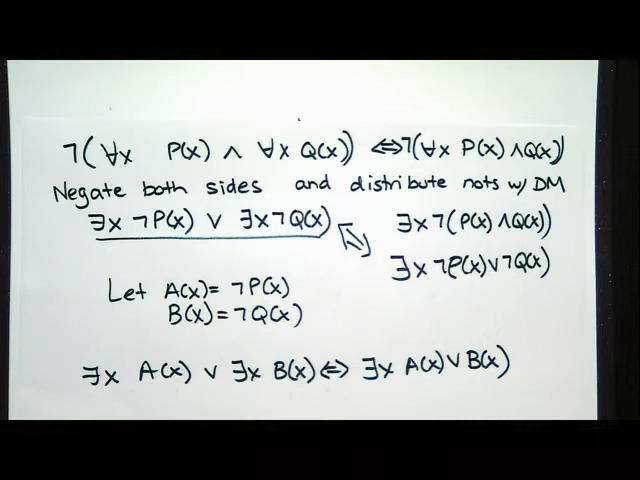 ¬(∀x P(x) ∧ ∀x Q(x)) ⇔ ¬(∀x P(x) ∧ Q(x))
Negate both sides and distribute nots w/ DM
∃x ¬P(x) ∨ ∃x ¬Q(x) ⇔ ∃x ¬(P(x) ∧ Q(x))
∃x ¬P(x) ∨ ¬Q(x)
Let A(x) = ¬P(x)
B(x) = ¬Q(x)
∃x A(x) ∨ ∃x B(x) ⇔ ∃x A(x) ∨ B(x)